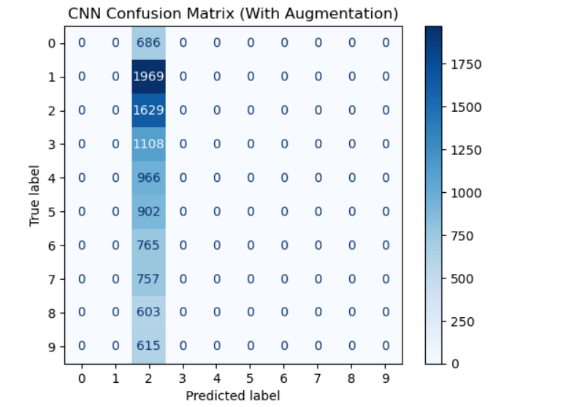 CNN Confusion Matrix (With Augmentation)
0 0 0 686 0 0 0 0 0 0 0
1 0 0 1969 0 0 0 0 0 0 0
2 0 0 1629 0 0 0 0 0 0 0
3 0 0 1108 0 0 0 0 0 0 0
4 0 0 966 0 0 0 0 0 0 0
5 0 0 902 0 0 0 0 0 0 0
6 0 0 765 0 0 0 0 0 0 0
7 0 0 757 0 0 0 0 0 0 0
8 0 0 603 0 0 0 0 0 0 0
9 0 0 615 0 0 0 0 0 0 0
0 1 2 3 4 5 6 7 8 9
Predicted label
True label
1750
1500
1250
1000
750
500
250
0